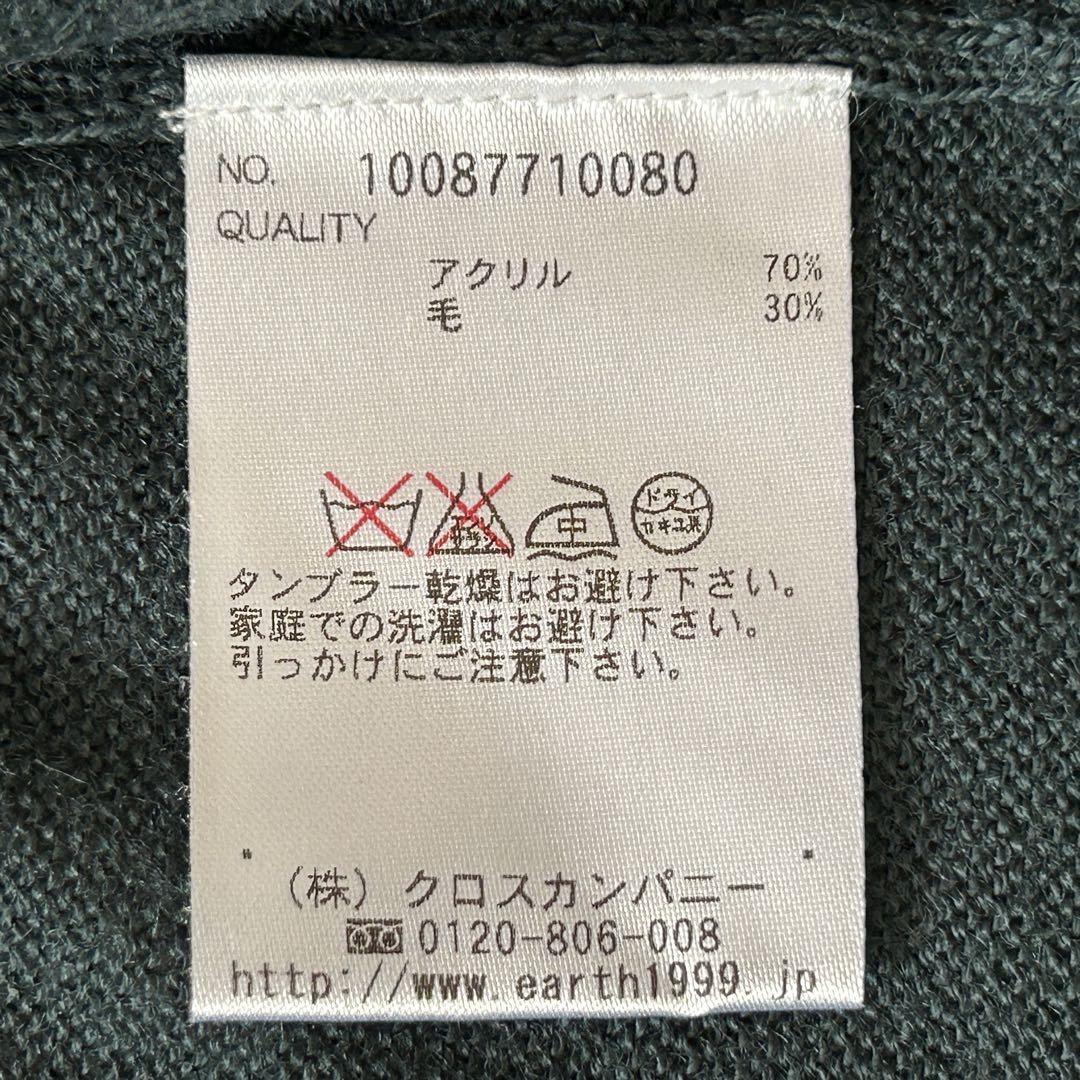 NO. 10087710080
QUALITY
アクリル 70%
毛 30%
中 ドライ
タンブラー乾燥はお避け下さい。
家庭での洗濯はお避け下さい。
引っかけにご注意下さい。
(株) クロスカンパニー
0120-806-008
http://www.earth1999.jp